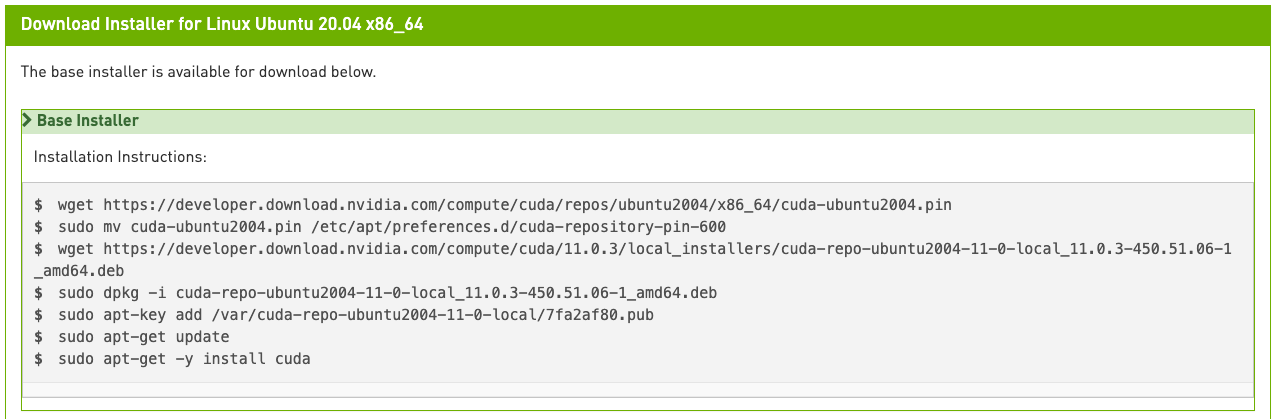 Download Installer for Linux Ubuntu 20.04 x86_64
The base installer is available for download below.
Base Installer
Installation Instructions:
$ wget https://developer.download.nvidia.com/compute/cuda/repos/ubuntu2004/x86_64/cuda-ubuntu2004.pin
$ sudo mv cuda-ubuntu2004.pin /etc/apt/preferences.d/cuda-repository-pin-600
$ wget https://developer.download.nvidia.com/compute/cuda/11.0.3/local_installers/cuda-repo-ubuntu2004-11-0-local_11.0.3-450.51.06-1
_amd64.deb
$ sudo dpkg -i cuda-repo-ubuntu2004-11-0-local_11.0.3-450.51.06-1_amd64.deb
$ sudo apt-key add /var/cuda-repo-ubuntu2004-11-0-local/7fa2af80.pub
$ sudo apt-get update
$ sudo apt-get -y install cuda